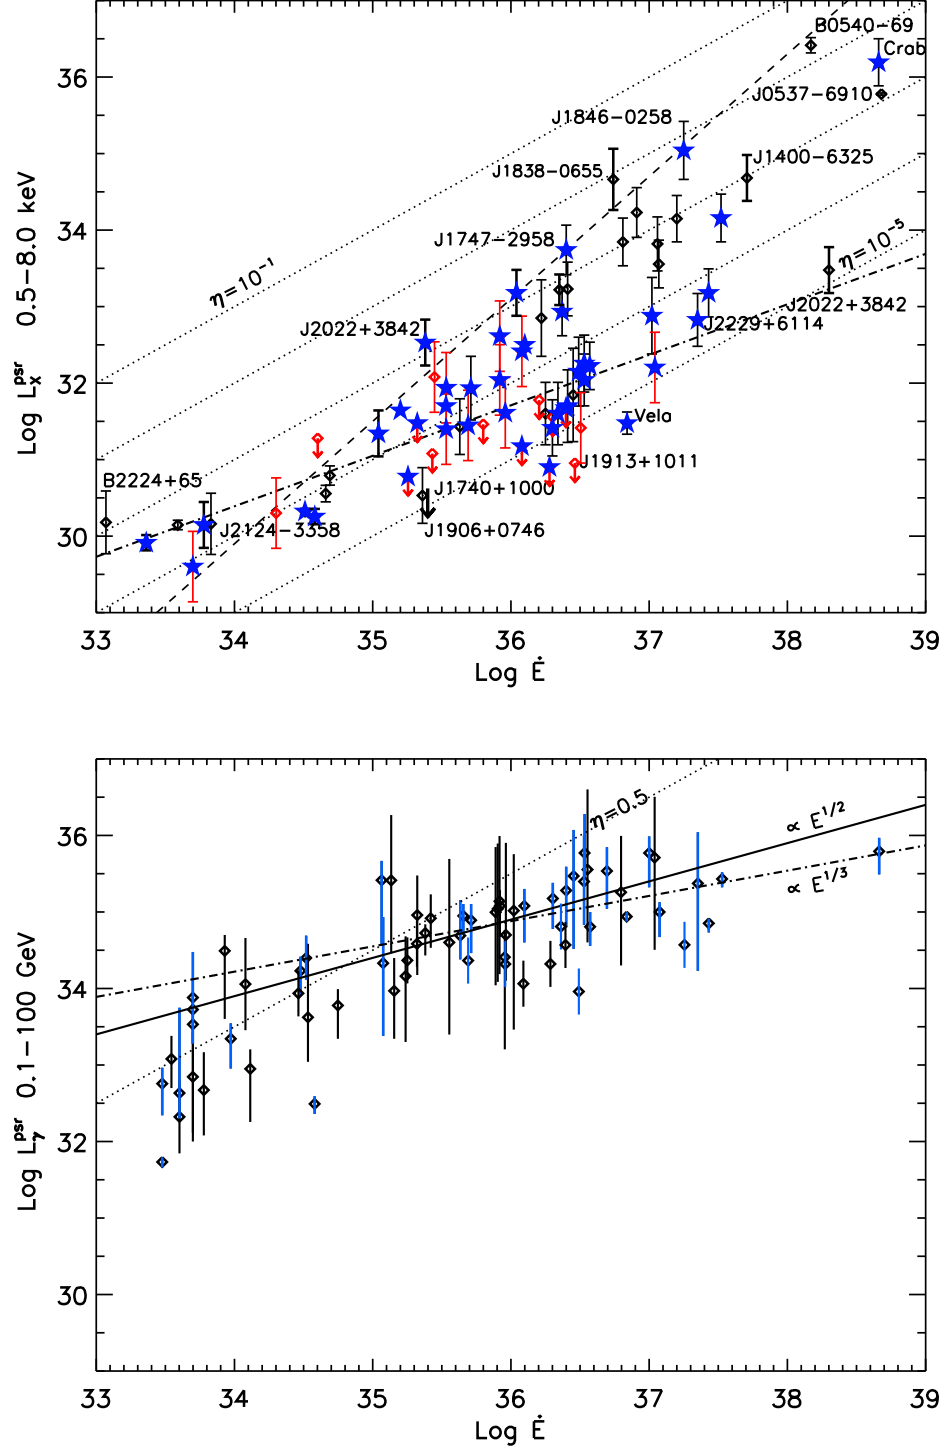 B0540−69
Crab
36
J0537−6910
J1846−0258
J1400−6325
J1838−0655
34
J1747−2958
η=10⁻¹
η=10⁻⁵
J2022+3842
J2022+3842
J2229+6114
32
Vela
J1913+1011
B2224+65
J1740+1000
J2124−3358
J1906+0746
30
Log L_X^psr 0.5−8.0 keV
33 34 35 36 37 38 39
Log Ė
η=0.5
∝ E^1/2
36
∝ E^1/3
34
32
30
Log L_γ^psr 0.1−100 GeV
33 34 35 36 37 38 39
Log Ė